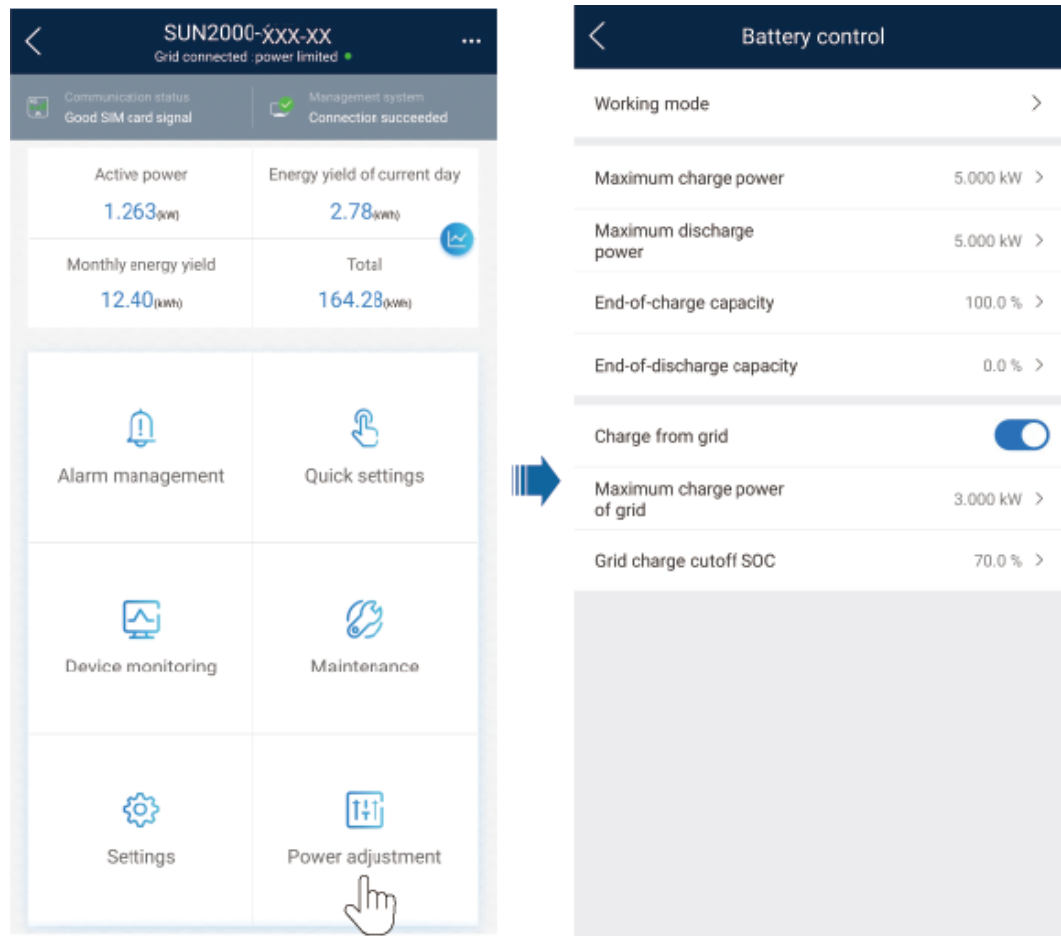 SUN2000-XXX-XX
Grid connected :power limited
Communication status
Good SIM card signal
Management system
Connection succeeded
Active power
1.263(kW)
Energy yield of current day
2.78(kWh)
Monthly energy yield
12.40(kWh)
Total
164.28(kWh)
Alarm management
Quick settings
Device monitoring
Maintenance
Settings
Power adjustment
Battery control
Working mode
Maximum charge power
5.000 kW
Maximum discharge
power
5.000 kW
End-of-charge capacity
100.0 %
End-of-discharge capacity
0.0 %
Charge from grid
Maximum charge power
of grid
3.000 kW
Grid charge cutoff SOC
70.0 %